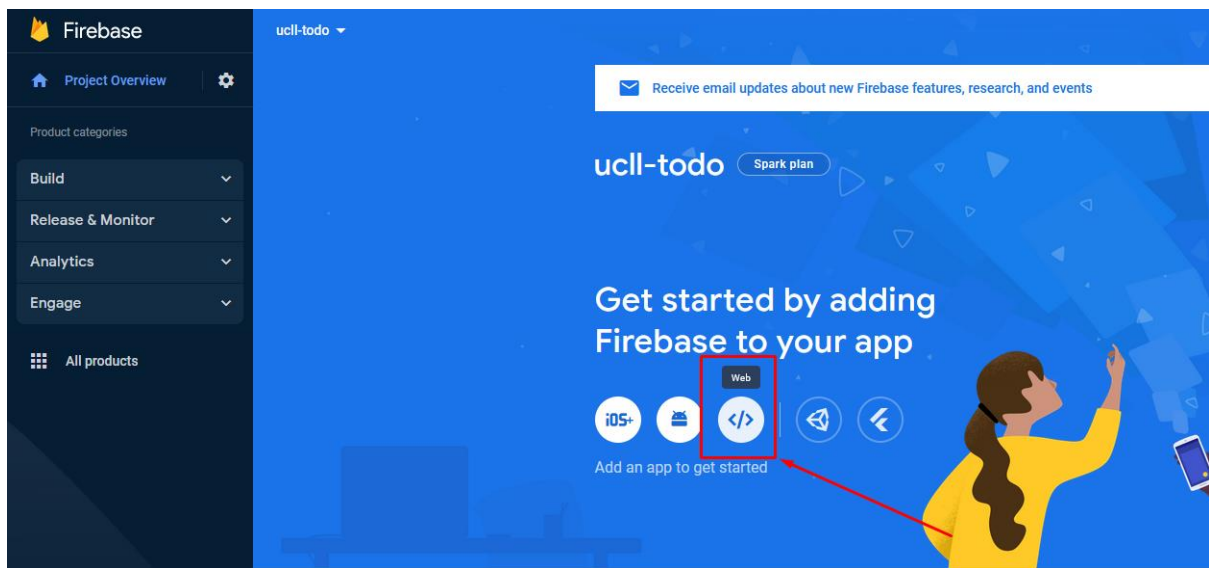 Firebase
ucll-todo
Project Overview
Receive email updates about new Firebase features, research, and events
Product categories
ucll-todo Spark plan
Build
Release & Monitor
Analytics
Engage
All products
Get started by adding
Firebase to your app
Web
iOS+ </>
Add an app to get started